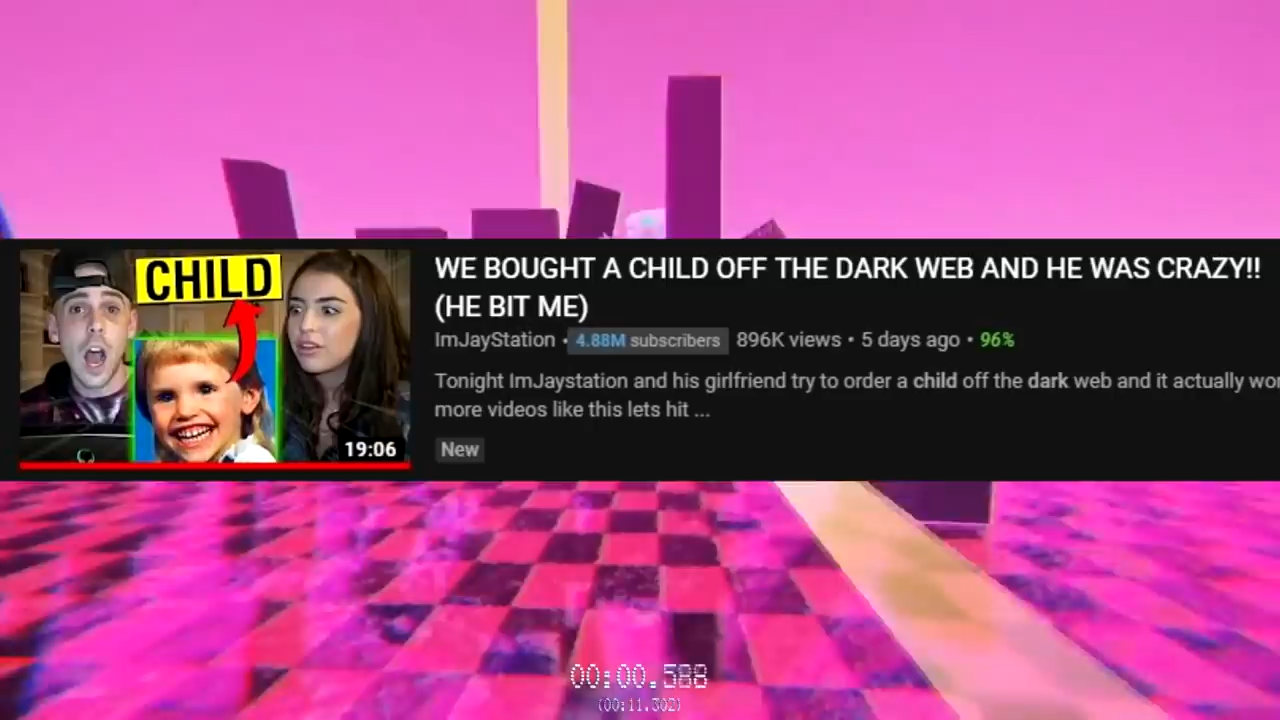 CHILD
19:06
WE BOUGHT A CHILD OFF THE DARK WEB AND HE WAS CRAZY!!
(HE BIT ME)
ImJayStation • 4.88M subscribers 896K views • 5 days ago • 96%
Tonight ImJaystation and his girlfriend try to order a child off the dark web and it actually
more videos like this lets hit ...
New
00:00.588
(00:11.302)